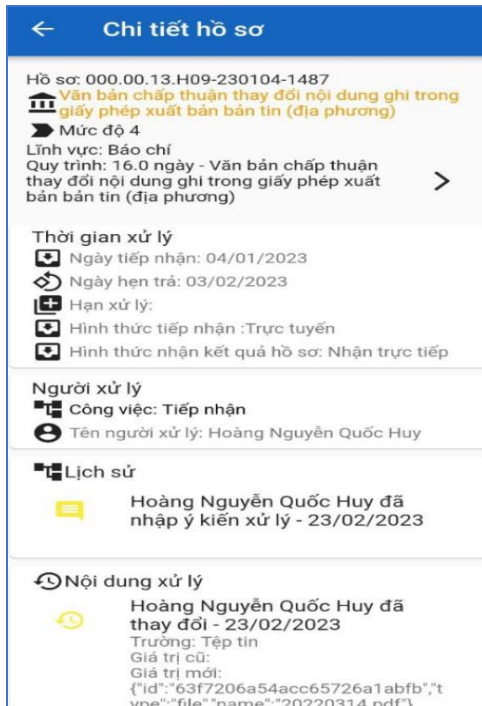 Chi tiết hồ sơ
Hồ sơ: 000.00.13.H09-230104-1487
Văn bản chấp thuận thay đổi nội dung ghi trong
giấy phép xuất bản bản tin (địa phương)
Mức độ 4
Lĩnh vực: Báo chí
Quy trình: 16.0 ngày - Văn bản chấp thuận
thay đổi nội dung ghi trong giấy phép xuất
bản bản tin (địa phương)
Thời gian xử lý
Ngày tiếp nhận: 04/01/2023
Ngày hẹn trả: 03/02/2023
Hạn xử lý:
Hình thức tiếp nhận :Trực tuyến
Hình thức nhận kết quả hồ sơ: Nhận trực tiếp
Người xử lý
Công việc: Tiếp nhận
Tên người xử lý: Hoàng Nguyễn Quốc Huy
Lịch sử
Hoàng Nguyễn Quốc Huy đã
nhập ý kiến xử lý - 23/02/2023
Nội dung xử lý
Hoàng Nguyễn Quốc Huy đã
thay đổi - 23/02/2023
Trường: Tệp tin
Giá trị cũ:
Giá trị mới:
{"id":"63f7206a54acc65726a1abfb","t
ype":"file","name":"20220314.pdf"}